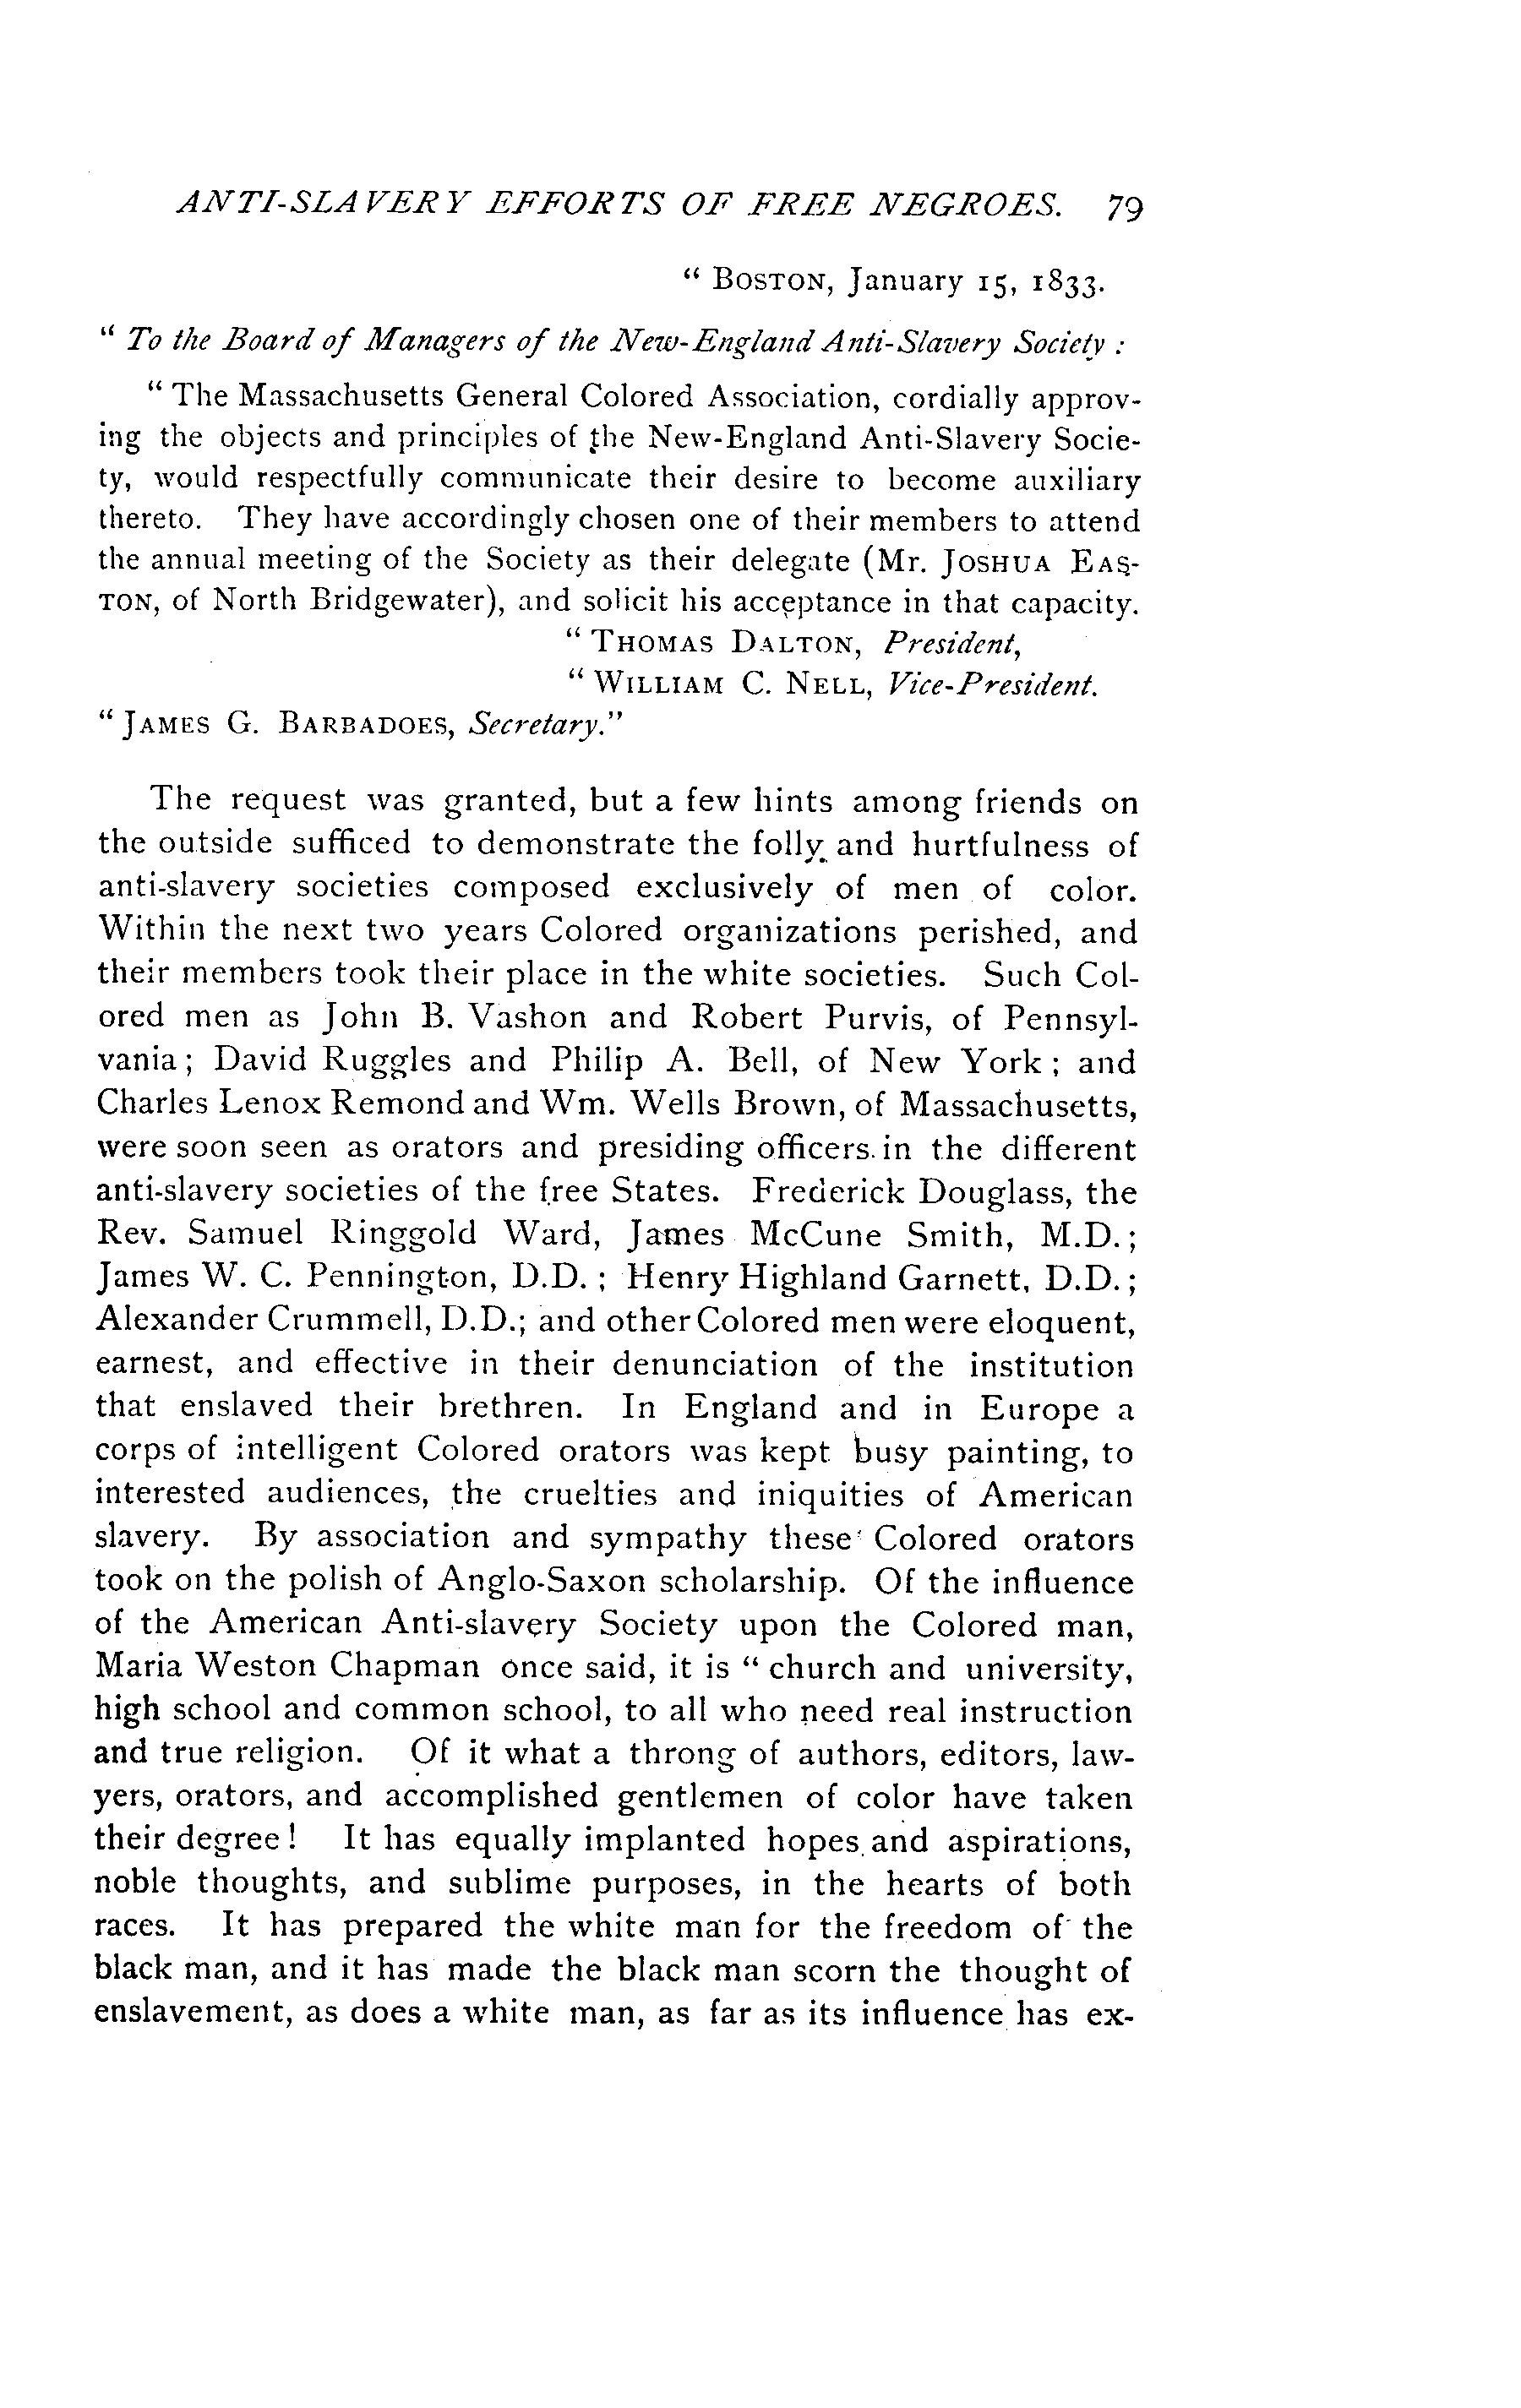 ANTI-SLAVERY EFFORTS OF FREE NEGROES. 79
" BOSTON, January 15, 1833.
" To the Board of Managers of the New-England Anti-Slavery Society :
" The Massachusetts General Colored Association, cordially approv-
ing the objects and principles of the New-England Anti-Slavery Socie-
ty, would respectfully communicate their desire to become auxiliary
thereto. They have accordingly chosen one of their members to attend
the annual meeting of the Society as their delegate (Mr. JOSHUA EAS-
TON, of North Bridgewater), and solicit his acceptance in that capacity.
" THOMAS DALTON, President,
" WILLIAM C. NELL, Vice-President.
" JAMES G. BARBADOES, Secretary."
The request was granted, but a few hints among friends on
the outside sufficed to demonstrate the folly and hurtfulness of
anti-slavery societies composed exclusively of men of color.
Within the next two years Colored organizations perished, and
their members took their place in the white societies. Such Col-
ored men as John B. Vashon and Robert Purvis, of Pennsyl-
vania; David Ruggles and Philip A. Bell, of New York; and
Charles Lenox Remond and Wm. Wells Brown, of Massachusetts,
were soon seen as orators and presiding officers in the different
anti-slavery societies of the free States. Frederick Douglass, the
Rev. Samuel Ringgold Ward, James McCune Smith, M.D.;
James W. C. Pennington, D.D.; Henry Highland Garnett, D.D.;
Alexander Crummell, D.D.; and other Colored men were eloquent,
earnest, and effective in their denunciation of the institution
that enslaved their brethren. In England and in Europe a
corps of intelligent Colored orators was kept busy painting, to
interested audiences, the cruelties and iniquities of American
slavery. By association and sympathy these Colored orators
took on the polish of Anglo-Saxon scholarship. Of the influence
of the American Anti-slavery Society upon the Colored man,
Maria Weston Chapman once said, it is " church and university,
high school and common school, to all who need real instruction
and true religion. Of it what a throng of authors, editors, law-
yers, orators, and accomplished gentlemen of color have taken
their degree! It has equally implanted hopes and aspirations,
noble thoughts, and sublime purposes, in the hearts of both
races. It has prepared the white man for the freedom of the
black man, and it has made the black man scorn the thought of
enslavement, as does a white man, as far as its influence has ex-